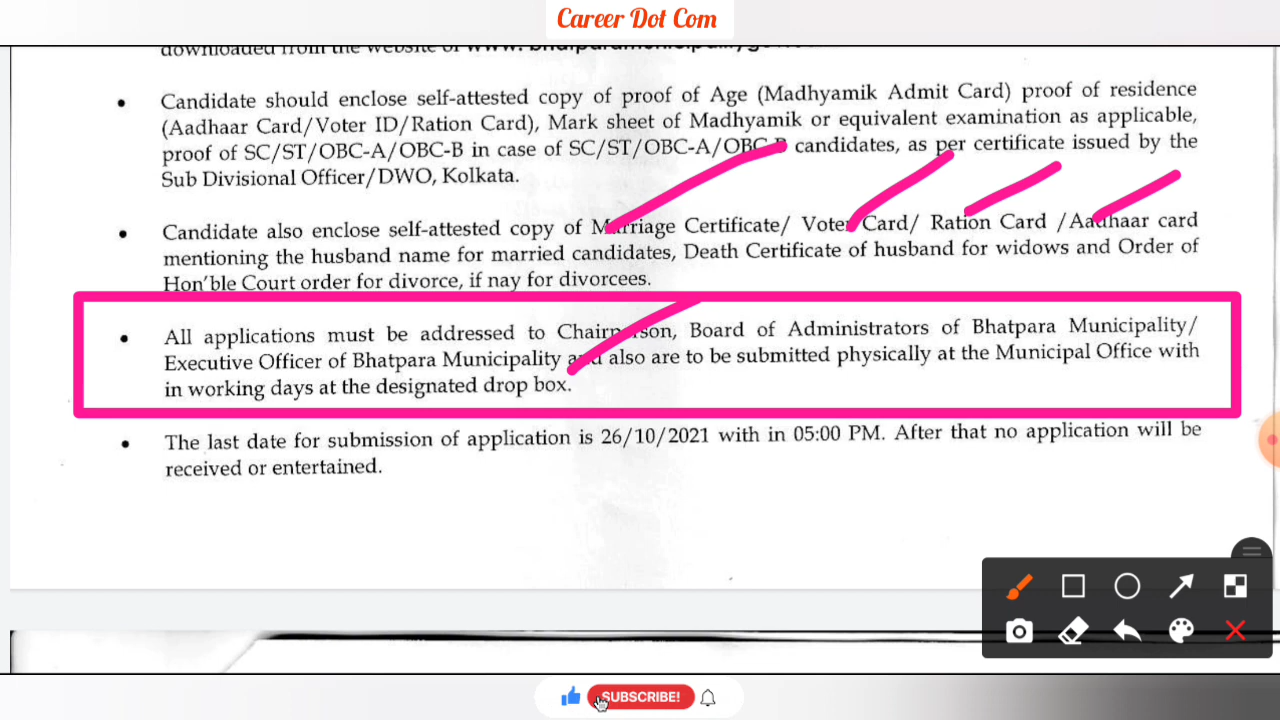 Career Dot Com
downloaded from the website of www.
• Candidate should enclose self-attested copy of proof of Age (Madhyamik Admit Card) proof of residence
(Aadhaar Card/Voter ID/Ration Card), Mark sheet of Madhyamik or equivalent examination as applicable,
proof of SC/ST/OBC-A/OBC-B in case of SC/ST/OBC-A/OBC-B candidates, as per certificate issued by the
Sub Divisional Officer/DWO, Kolkata.
• Candidate also enclose self-attested copy of Marriage Certificate/ Voter Card/ Ration Card /Aadhaar card
mentioning the husband name for married candidates, Death Certificate of husband for widows and Order of
Hon'ble Court order for divorce, if nay for divorcees.
• All applications must be addressed to Chairperson, Board of Administrators of Bhatpara Municipality/
Executive Officer of Bhatpara Municipality and also are to be submitted physically at the Municipal Office with
in working days at the designated drop box.
• The last date for submission of application is 26/10/2021 with in 05:00 PM. After that no application will be
received or entertained.
SUBSCRIBE!